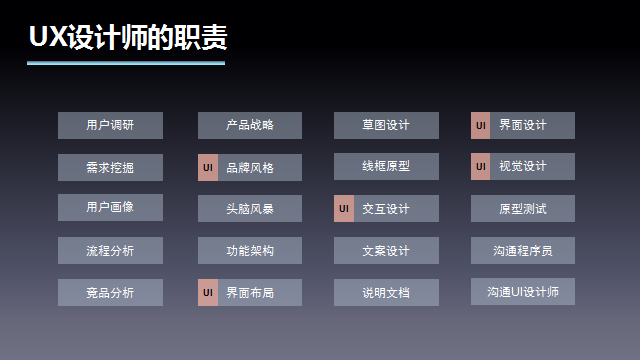 UX设计师的职责
用户调研
产品战略
草图设计
UI 界面设计
需求挖掘
UI 品牌风格
线框原型
UI 视觉设计
用户画像
头脑风暴
UI 交互设计
原型测试
流程分析
功能架构
文案设计
沟通程序员
竞品分析
UI 界面布局
说明文档
沟通UI设计师